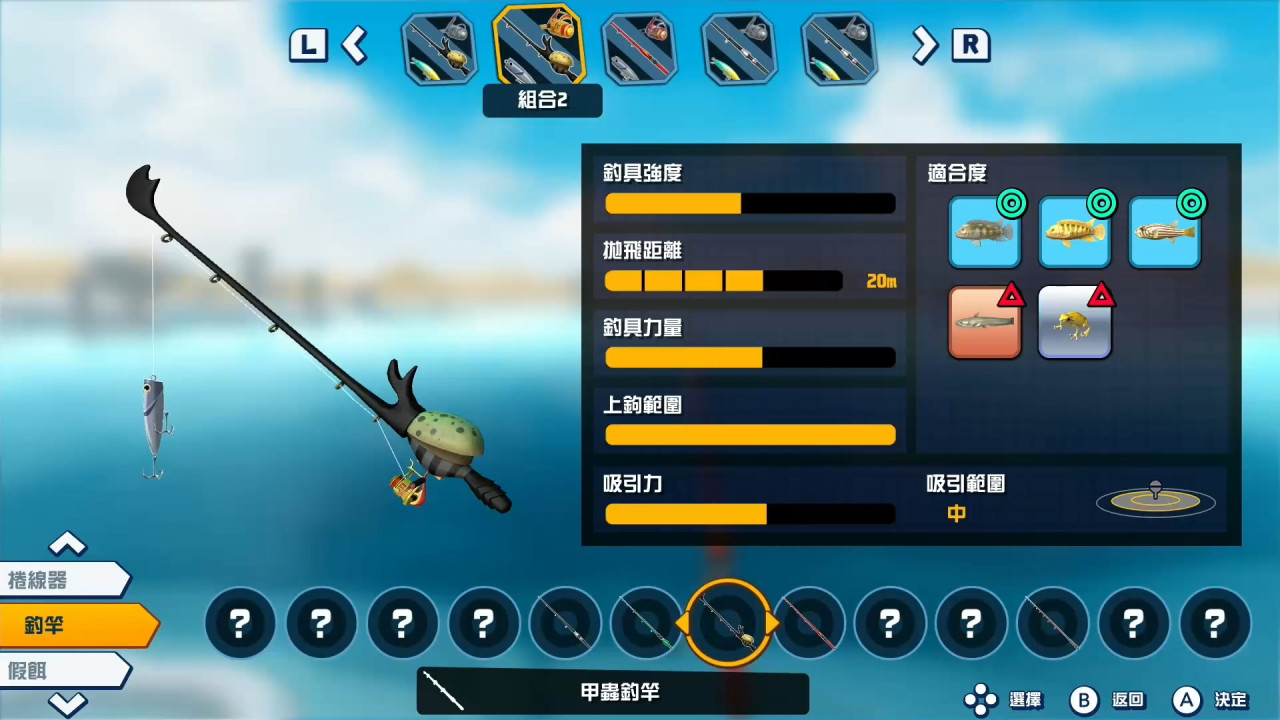 L
R
組合2
釣具強度
適合度
拋飛距離
20m
釣具力量
上鉤範圍
吸引力
吸引範圍
中
捲線器
釣竿
假餌
? ? ? ? ? ? ? ?
甲蟲釣竿
選擇 B 返回 A 決定